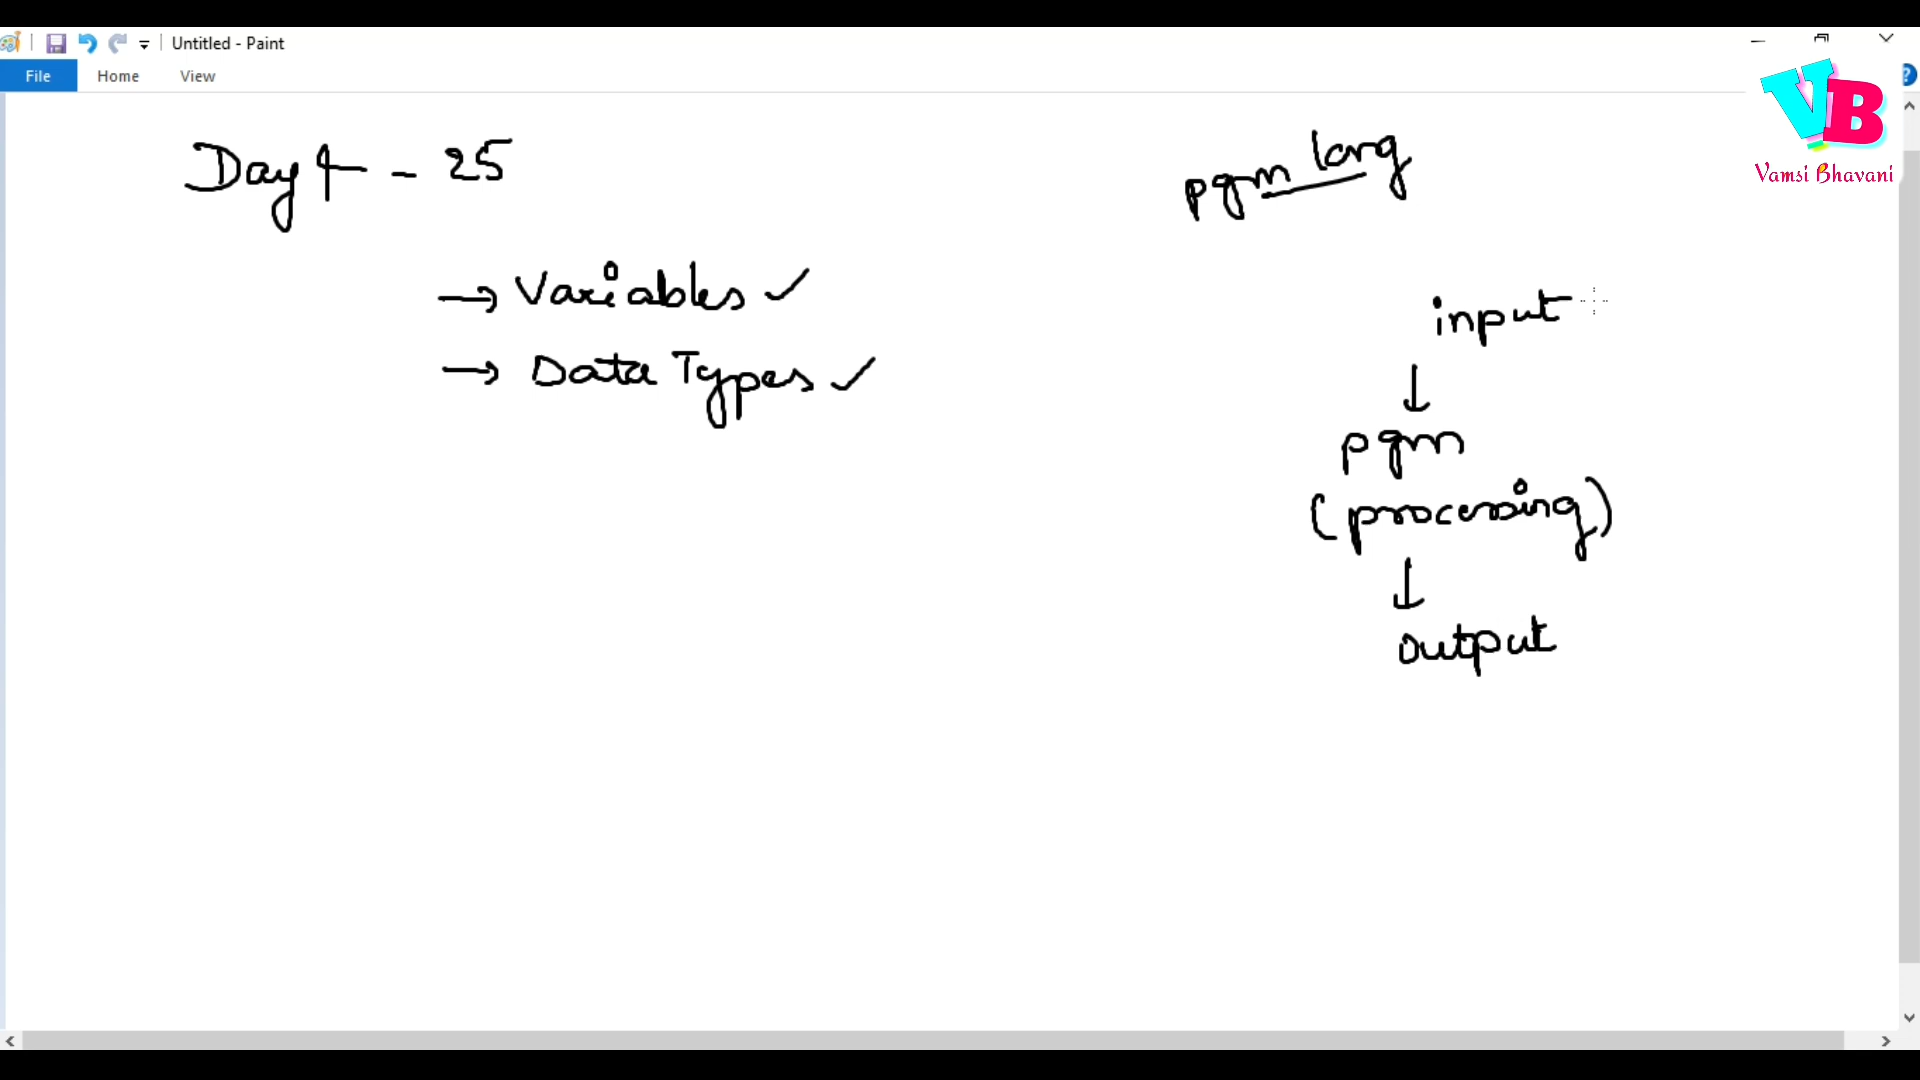 Untitled - Paint
File Home View
VB
Vamsi Bhavani
Day 4 - 25
→ Variables ✓
→ Data Types ✓
pgm lang
input
↓
pgm
(processing)
↓
output